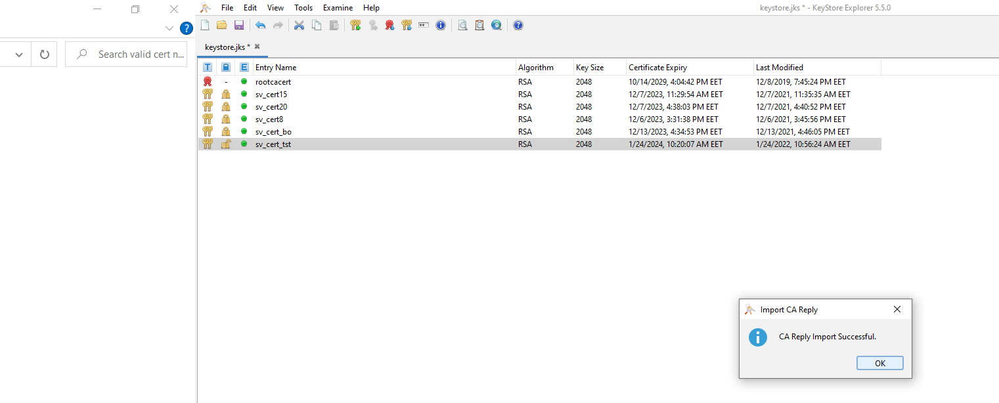 File Edit View Tools Examine Help
keystore.jks * - KeyStore Explorer 5.5.0
?
Search valid cert n...
keystore.jks *
T E Entry Name Algorithm Key Size Certificate Expiry Last Modified
rootcacert RSA 2048 10/14/2029, 4:04:42 PM EET 12/8/2019, 7:45:24 PM EET
sv_cert15 RSA 2048 12/7/2023, 11:29:54 AM EET 12/7/2021, 11:35:35 AM EET
sv_cert20 RSA 2048 12/7/2023, 4:38:03 PM EET 12/7/2021, 4:40:52 PM EET
sv_cert8 RSA 2048 12/6/2023, 3:31:38 PM EET 12/6/2021, 3:45:56 PM EET
sv_cert_bo RSA 2048 12/13/2023, 4:34:53 PM EET 12/13/2021, 4:46:05 PM EET
sv_cert_tst RSA 2048 1/24/2024, 10:20:07 AM EET 1/24/2022, 10:56:24 AM EET
Import CA Reply
CA Reply Import Successful.
OK